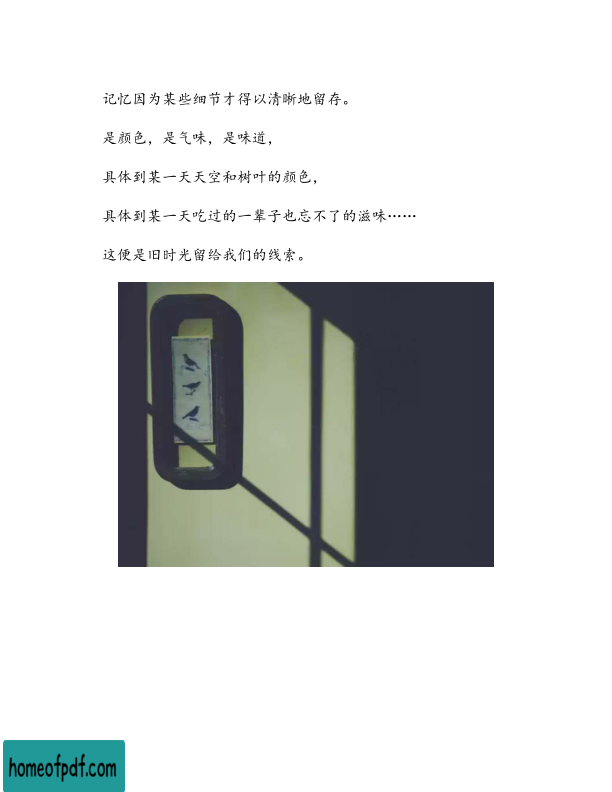 记忆因为某些细节才得以清晰地留存。
是颜色，是气味，是味道，
具体到某一天天空和树叶的颜色，
具体到某一天吃过的一辈子也忘不了的滋味……
这便是旧时光留给我们的线索。
homeofpdf.com